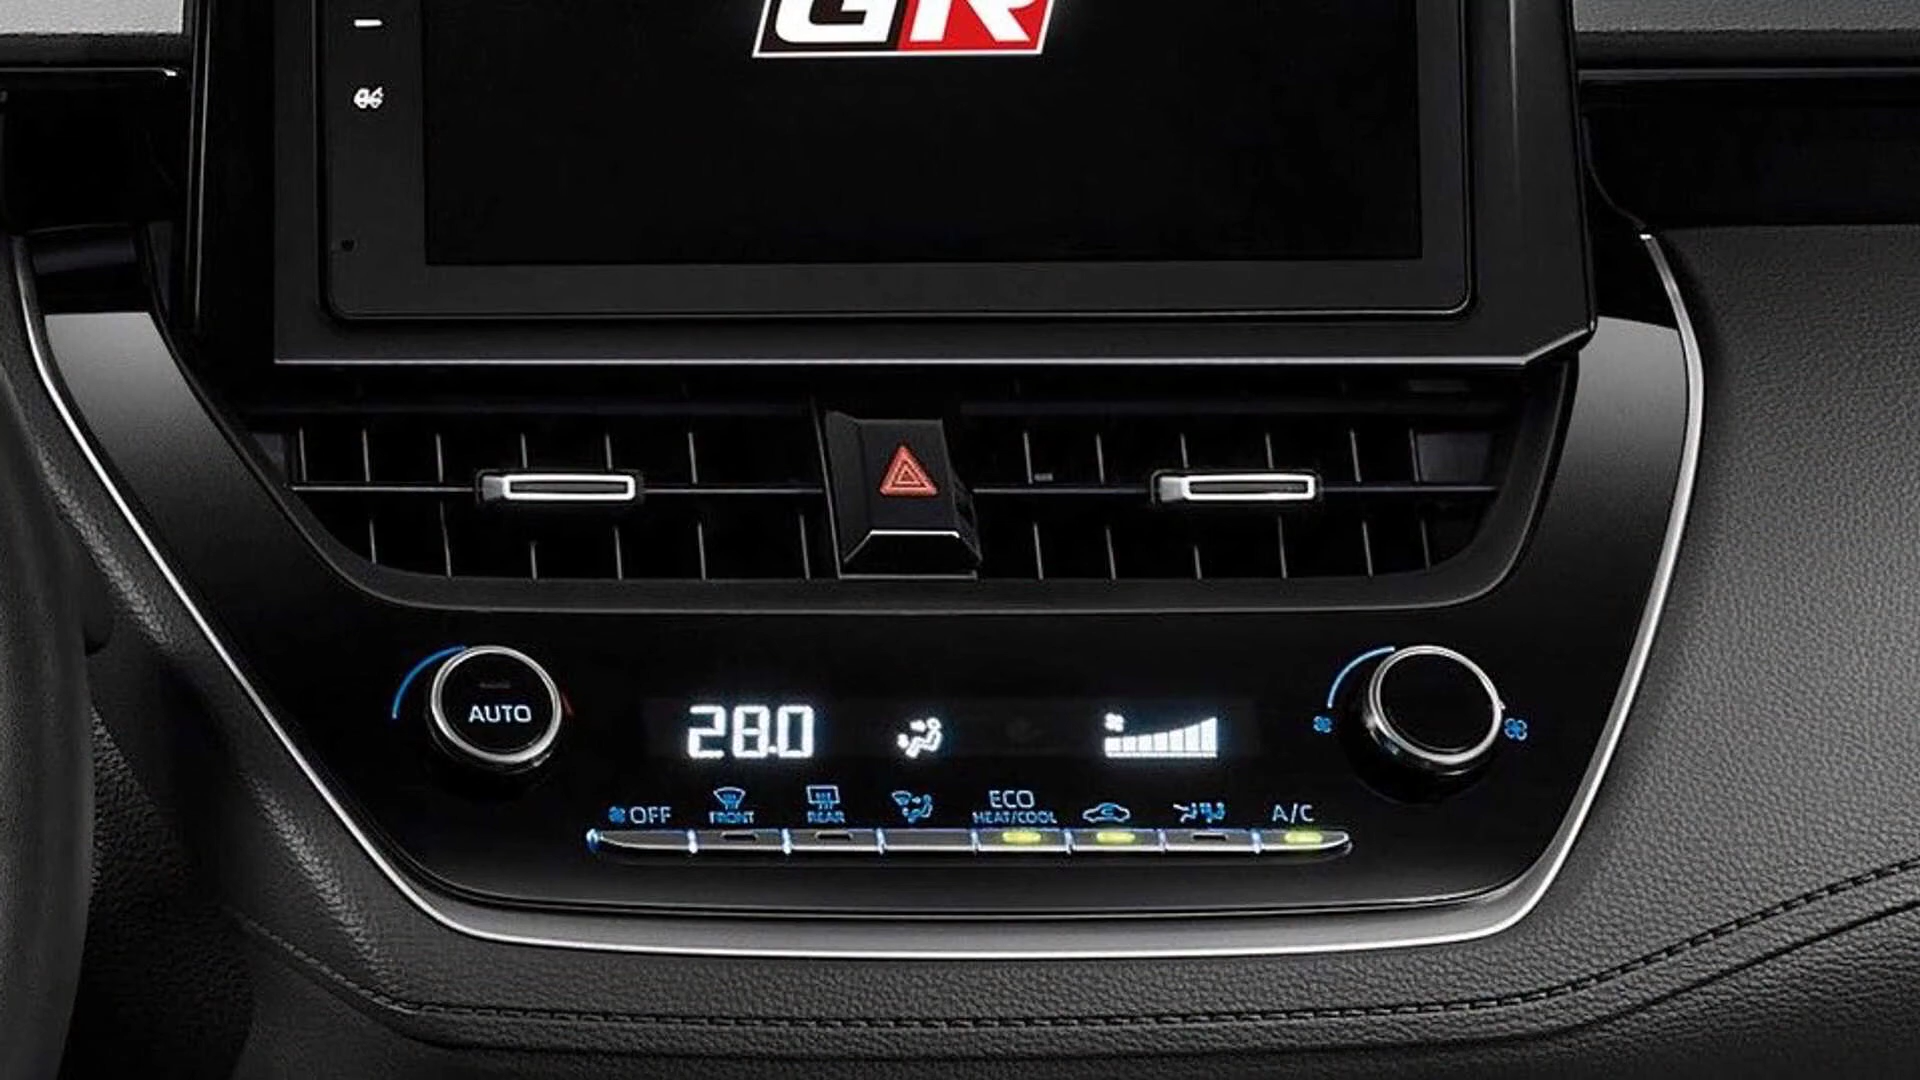 GR
AUTO
28.0
OFF
FRONT
REAR
ECO
HEAT/COOL
A/C